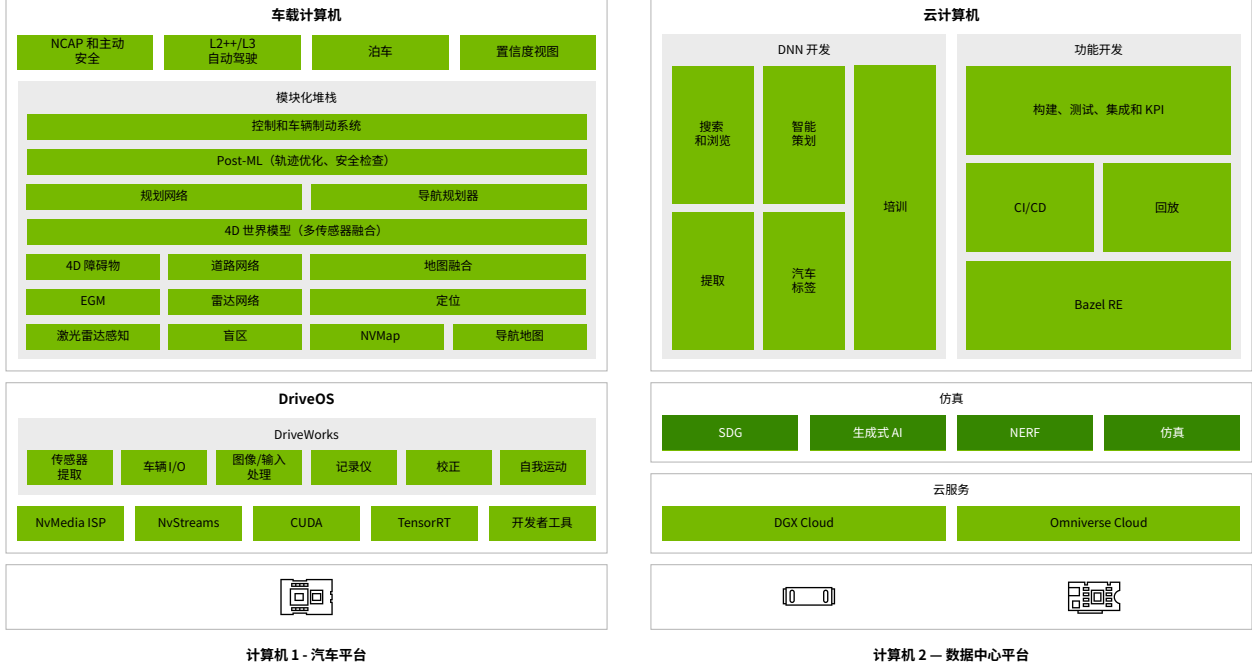 车载计算机
NCAP 和主动
安全
L2++/L3
自动驾驶
泊车
置信度视图
模块化堆栈
控制和车辆制动系统
Post-ML（轨迹优化、安全检查）
规划网络
导航规划器
4D 世界模型（多传感器融合）
4D 障碍物
道路网络
地图融合
EGM
雷达网络
定位
激光雷达感知
盲区
NVMap
导航地图
DriveOS
DriveWorks
传感器
提取
车辆 I/O
图像/输入
处理
记录仪
校正
自我运动
NvMedia ISP
NvStreams
CUDA
TensorRT
开发者工具
计算机 1 - 汽车平台
云计算机
DNN 开发
搜索
和浏览
智能
策划
培训
提取
汽车
标签
功能开发
构建、测试、集成和 KPI
CI/CD
回放
Bazel RE
仿真
SDG
生成式 AI
NERF
仿真
云服务
DGX Cloud
Omniverse Cloud
计算机 2 — 数据中心平台